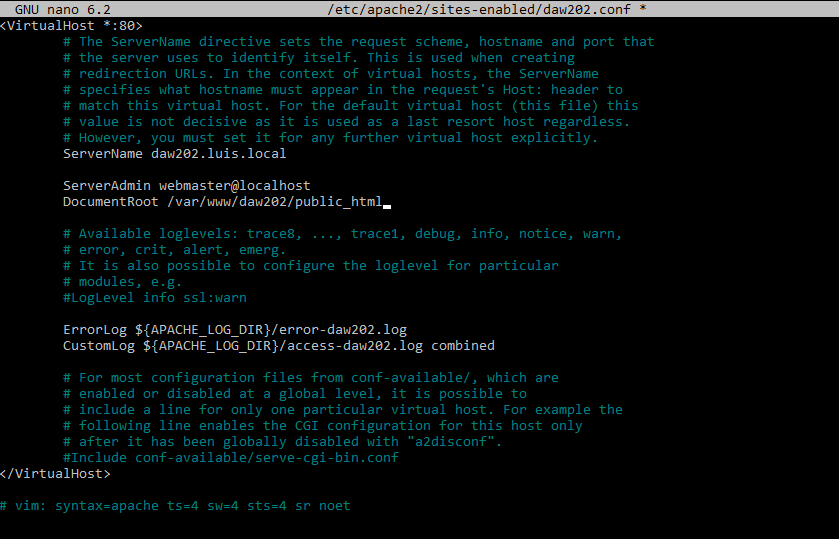 GNU nano 6.2 /etc/apache2/sites-enabled/daw202.conf *
<VirtualHost *:80>
# The ServerName directive sets the request scheme, hostname and port that
# the server uses to identify itself. This is used when creating
# redirection URLs. In the context of virtual hosts, the ServerName
# specifies what hostname must appear in the request's Host: header to
# match this virtual host. For the default virtual host (this file) this
# value is not decisive as it is used as a last resort host regardless.
# However, you must set it for any further virtual host explicitly.
ServerName daw202.luis.local
ServerAdmin webmaster@localhost
DocumentRoot /var/www/daw202/public_html
# Available loglevels: trace8, ..., trace1, debug, info, notice, warn,
# error, crit, alert, emerg.
# It is also possible to configure the loglevel for particular
# modules, e.g.
#LogLevel info ssl:warn
ErrorLog ${APACHE_LOG_DIR}/error-daw202.log
CustomLog ${APACHE_LOG_DIR}/access-daw202.log combined
# For most configuration files from conf-available/, which are
# enabled or disabled at a global level, it is possible to
# include a line for only one particular virtual host. For example the
# following line enables the CGI configuration for this host only
# after it has been globally disabled with "a2disconf".
#Include conf-available/serve-cgi-bin.conf
</VirtualHost>
# vim: syntax=apache ts=4 sw=4 sts=4 sr noet